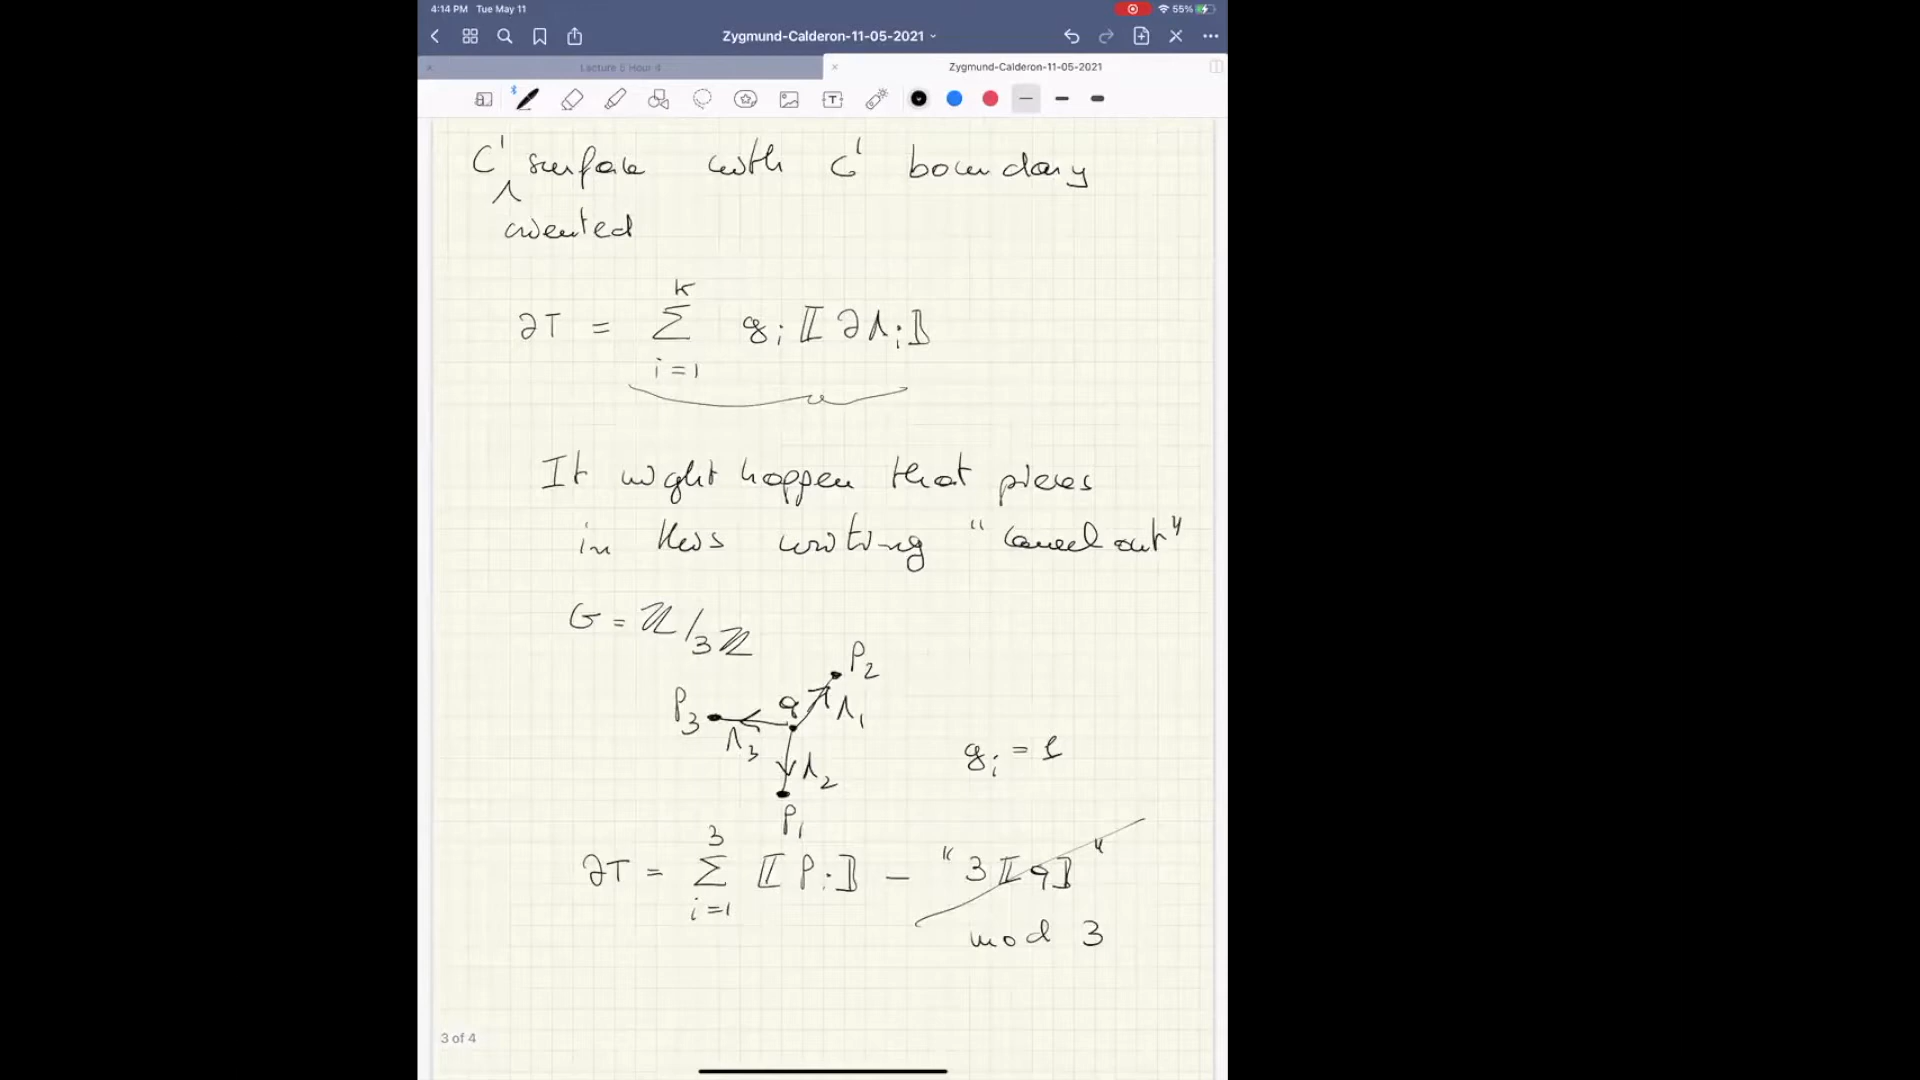 4:14 PM Tue May 11
55%
Zygmund-Calderon-11-05-2021
Lecture 6 Hour 4
Zygmund-Calderon-11-05-2021
C¹ surface with C¹ boundary
oriented
∂T = Σ_{i=1}^{k} g_i ⟦∂Λ_i⟧
It might happen that pieces
in this writing "cancel out"
G = ℤ/3ℤ
P₂
P₃ q Λ₁
Λ₃
g_i = 1
Λ₂
P₁
∂T = Σ_{i=1}^{3} ⟦P_i⟧ − "3⟦q⟧"
mod 3
3 of 4